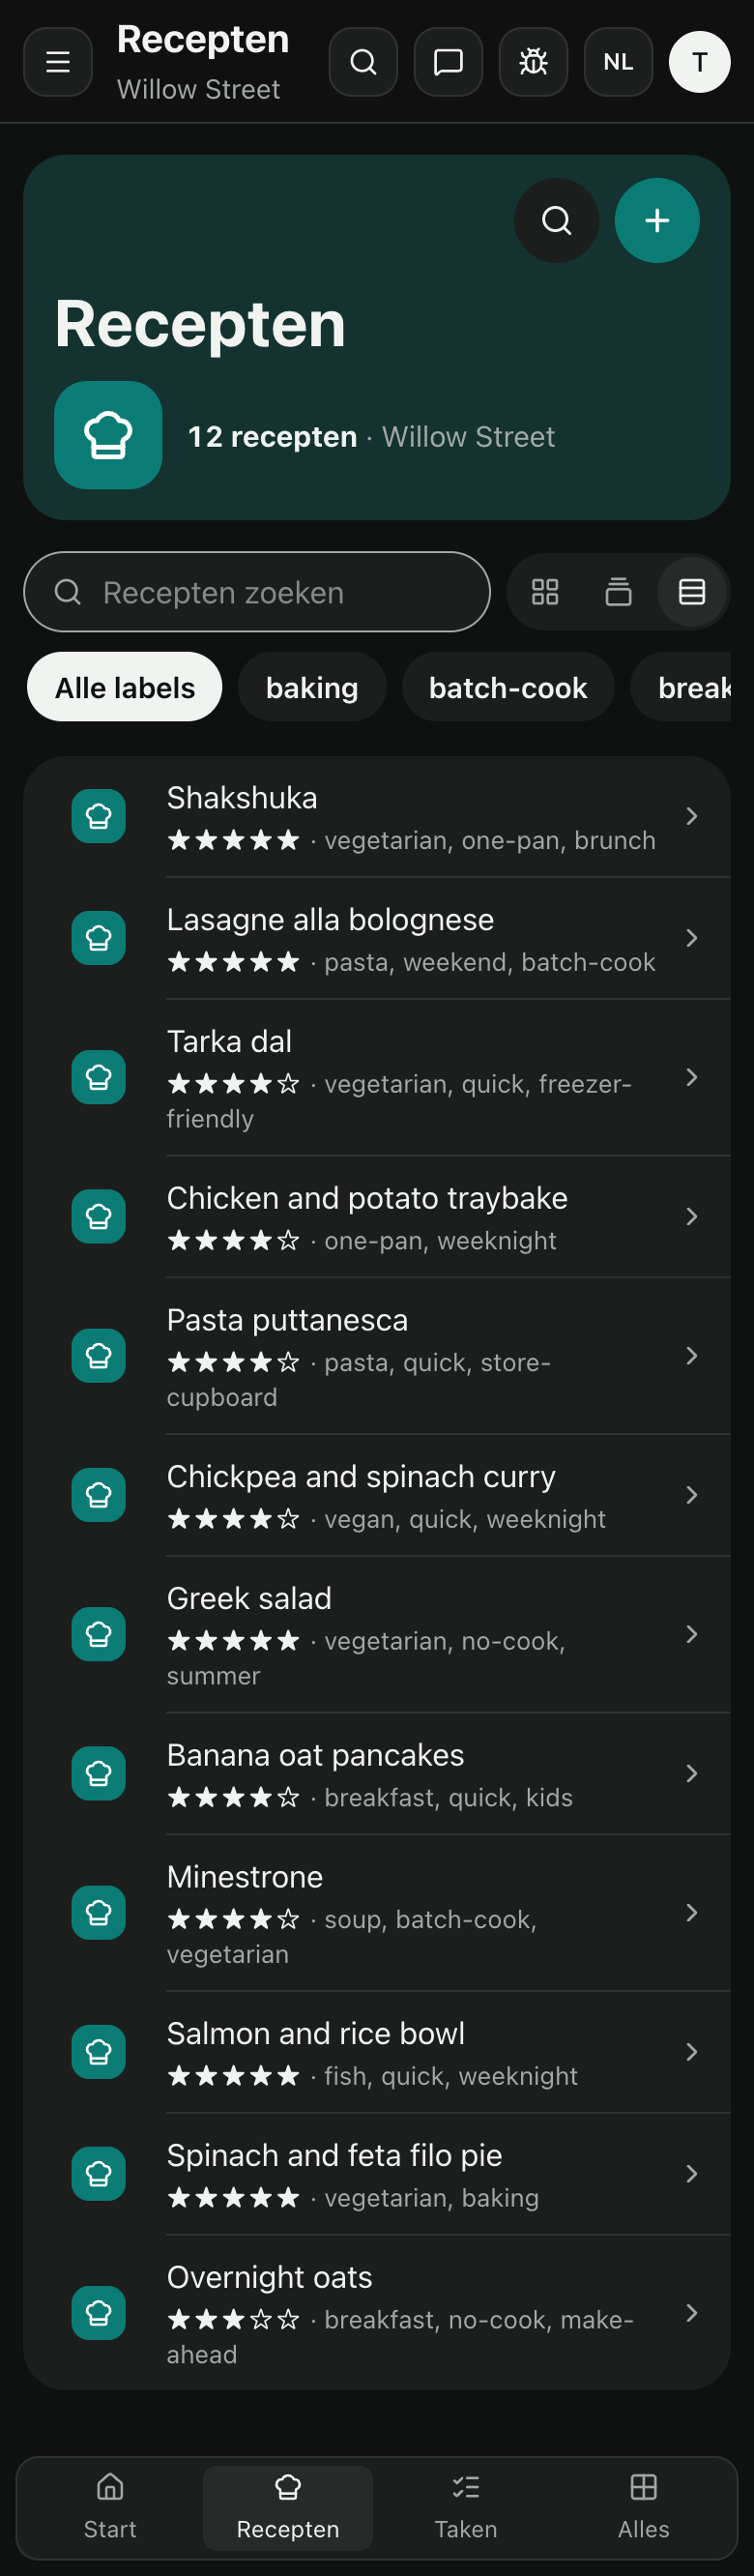 Recepten
Willow Street
NL
T
Recepten
12 recepten · Willow Street
Recepten zoeken
Alle labels
baking
batch-cook
break
Shakshuka
★★★★★ · vegetarian, one-pan, brunch
Lasagne alla bolognese
★★★★★ · pasta, weekend, batch-cook
Tarka dal
★★★★☆ · vegetarian, quick, freezer-
friendly
Chicken and potato traybake
★★★★☆ · one-pan, weeknight
Pasta puttanesca
★★★★☆ · pasta, quick, store-
cupboard
Chickpea and spinach curry
★★★★☆ · vegan, quick, weeknight
Greek salad
★★★★★ · vegetarian, no-cook,
summer
Banana oat pancakes
★★★★☆ · breakfast, quick, kids
Minestrone
★★★★☆ · soup, batch-cook,
vegetarian
Salmon and rice bowl
★★★★★ · fish, quick, weeknight
Spinach and feta filo pie
★★★★★ · vegetarian, baking
Overnight oats
★★★☆☆ · breakfast, no-cook, make-
ahead
Start
Recepten
Taken
Alles